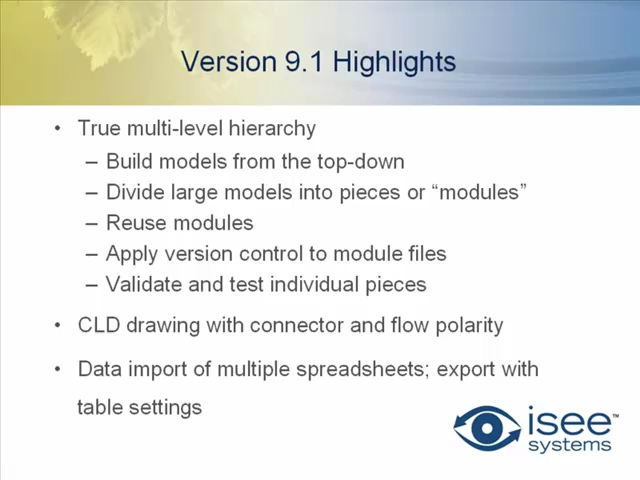 Version 9.1 Highlights
• True multi-level hierarchy
– Build models from the top-down
– Divide large models into pieces or “modules”
– Reuse modules
– Apply version control to module files
– Validate and test individual pieces
• CLD drawing with connector and flow polarity
• Data import of multiple spreadsheets; export with
table settings
isee™
systems